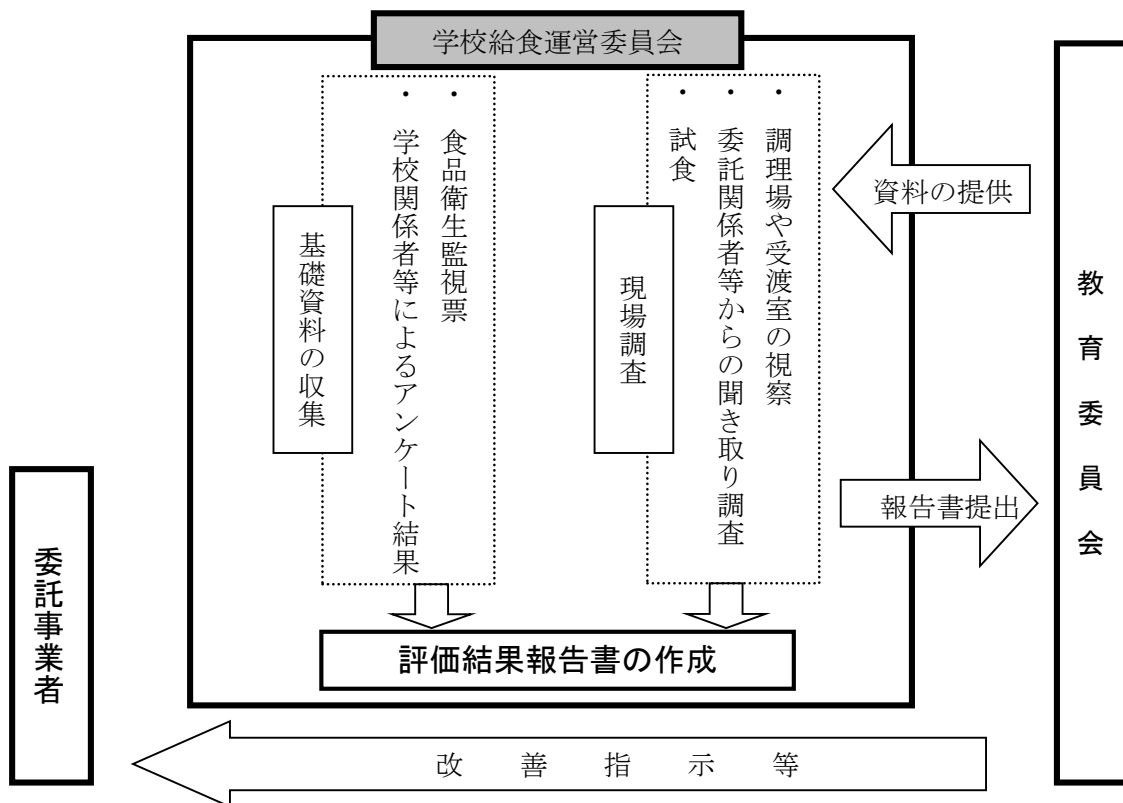 学校給食運営委員会
・調理場や受渡室の視察
・委託関係者等からの聞き取り調査
・試食
現場調査
・食品衛生監視票
・学校関係者等によるアンケート結果
基礎資料の収集
資料の提供
報告書提出
教育委員会
評価結果報告書の作成
委託事業者
改善指示等